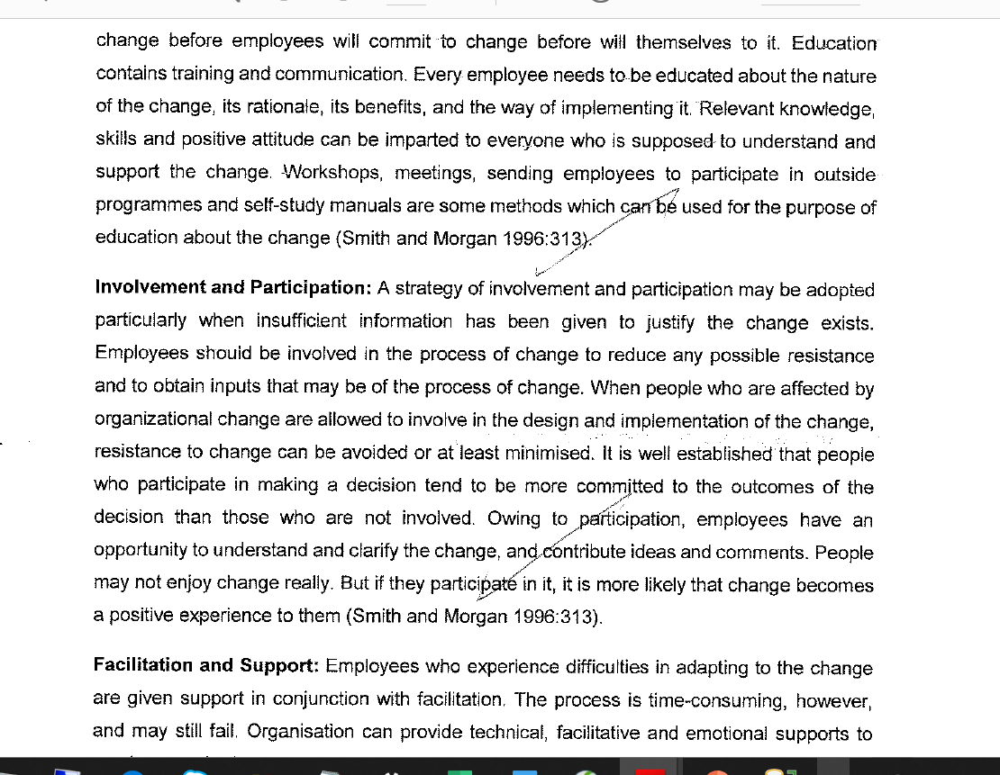 change before employees will commit to change before will themselves to it. Education
contains training and communication. Every employee needs to be educated about the nature
of the change, its rationale, its benefits, and the way of implementing it. Relevant knowledge,
skills and positive attitude can be imparted to everyone who is supposed to understand and
support the change. Workshops, meetings, sending employees to participate in outside
programmes and self-study manuals are some methods which can be used for the purpose of
education about the change (Smith and Morgan 1996:313).
Involvement and Participation: A strategy of involvement and participation may be adopted
particularly when insufficient information has been given to justify the change exists.
Employees should be involved in the process of change to reduce any possible resistance
and to obtain inputs that may be of the process of change. When people who are affected by
organizational change are allowed to involve in the design and implementation of the change,
resistance to change can be avoided or at least minimised. It is well established that people
who participate in making a decision tend to be more committed to the outcomes of the
decision than those who are not involved. Owing to participation, employees have an
opportunity to understand and clarify the change, and contribute ideas and comments. People
may not enjoy change really. But if they participate in it, it is more likely that change becomes
a positive experience to them (Smith and Morgan 1996:313).
Facilitation and Support: Employees who experience difficulties in adapting to the change
are given support in conjunction with facilitation. The process is time-consuming, however,
and may still fail. Organisation can provide technical, facilitative and emotional supports to